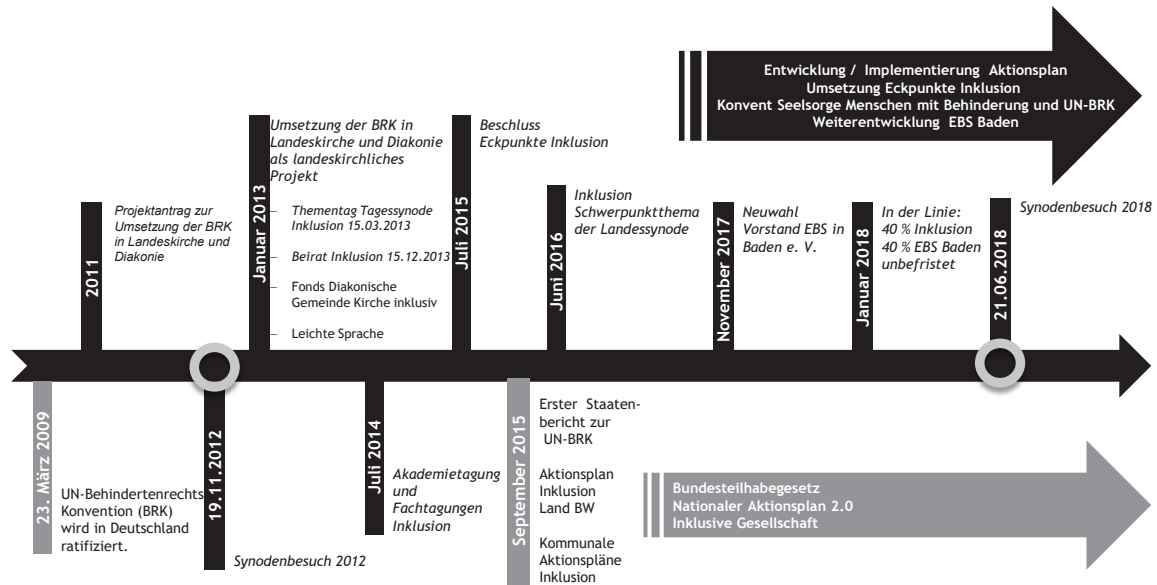 Entwicklung / Implementierung Aktionsplan
Umsetzung Eckpunkte Inklusion
Konvent Seelsorge Menschen mit Behinderung und UN-BRK
Weiterentwicklung EBS Baden
2011
Projektantrag zur
Umsetzung der BRK
in Landeskirche und
Diakonie
Januar 2013
Umsetzung der BRK in
Landeskirche und Diakonie
als landeskirchliches
Projekt
Thementag Tagessynode
Inklusion 15.03.2013
Beirat Inklusion 15.12.2013
Fonds Diakonische
Gemeinde Kirche inklusiv
Leichte Sprache
Juli 2015
Beschluss
Eckpunkte Inklusion
Juni 2016
Inklusion
Schwerpunktthema
der Landessynode
November 2017
Neuwahl
Vorstand EBS in
Baden e. V.
Januar 2018
In der Linie:
40 % Inklusion
40 % EBS Baden
unbefristet
21.06.2018
Synodenbesuch 2018
23. März 2009
UN-Behindertenrechts
Konvention (BRK)
wird in Deutschland
ratifiziert.
19.11.2012
Synodenbesuch 2012
Juli 2014
Akademietagung
und
Fachtagungen
Inklusion
September 2015
Erster Staaten-
bericht zur
UN-BRK
Aktionsplan
Inklusion
Land BW
Kommunale
Aktionspläne
Inklusion
Bundesteilhabegesetz
Nationaler Aktionsplan 2.0
Inklusive Gesellschaft